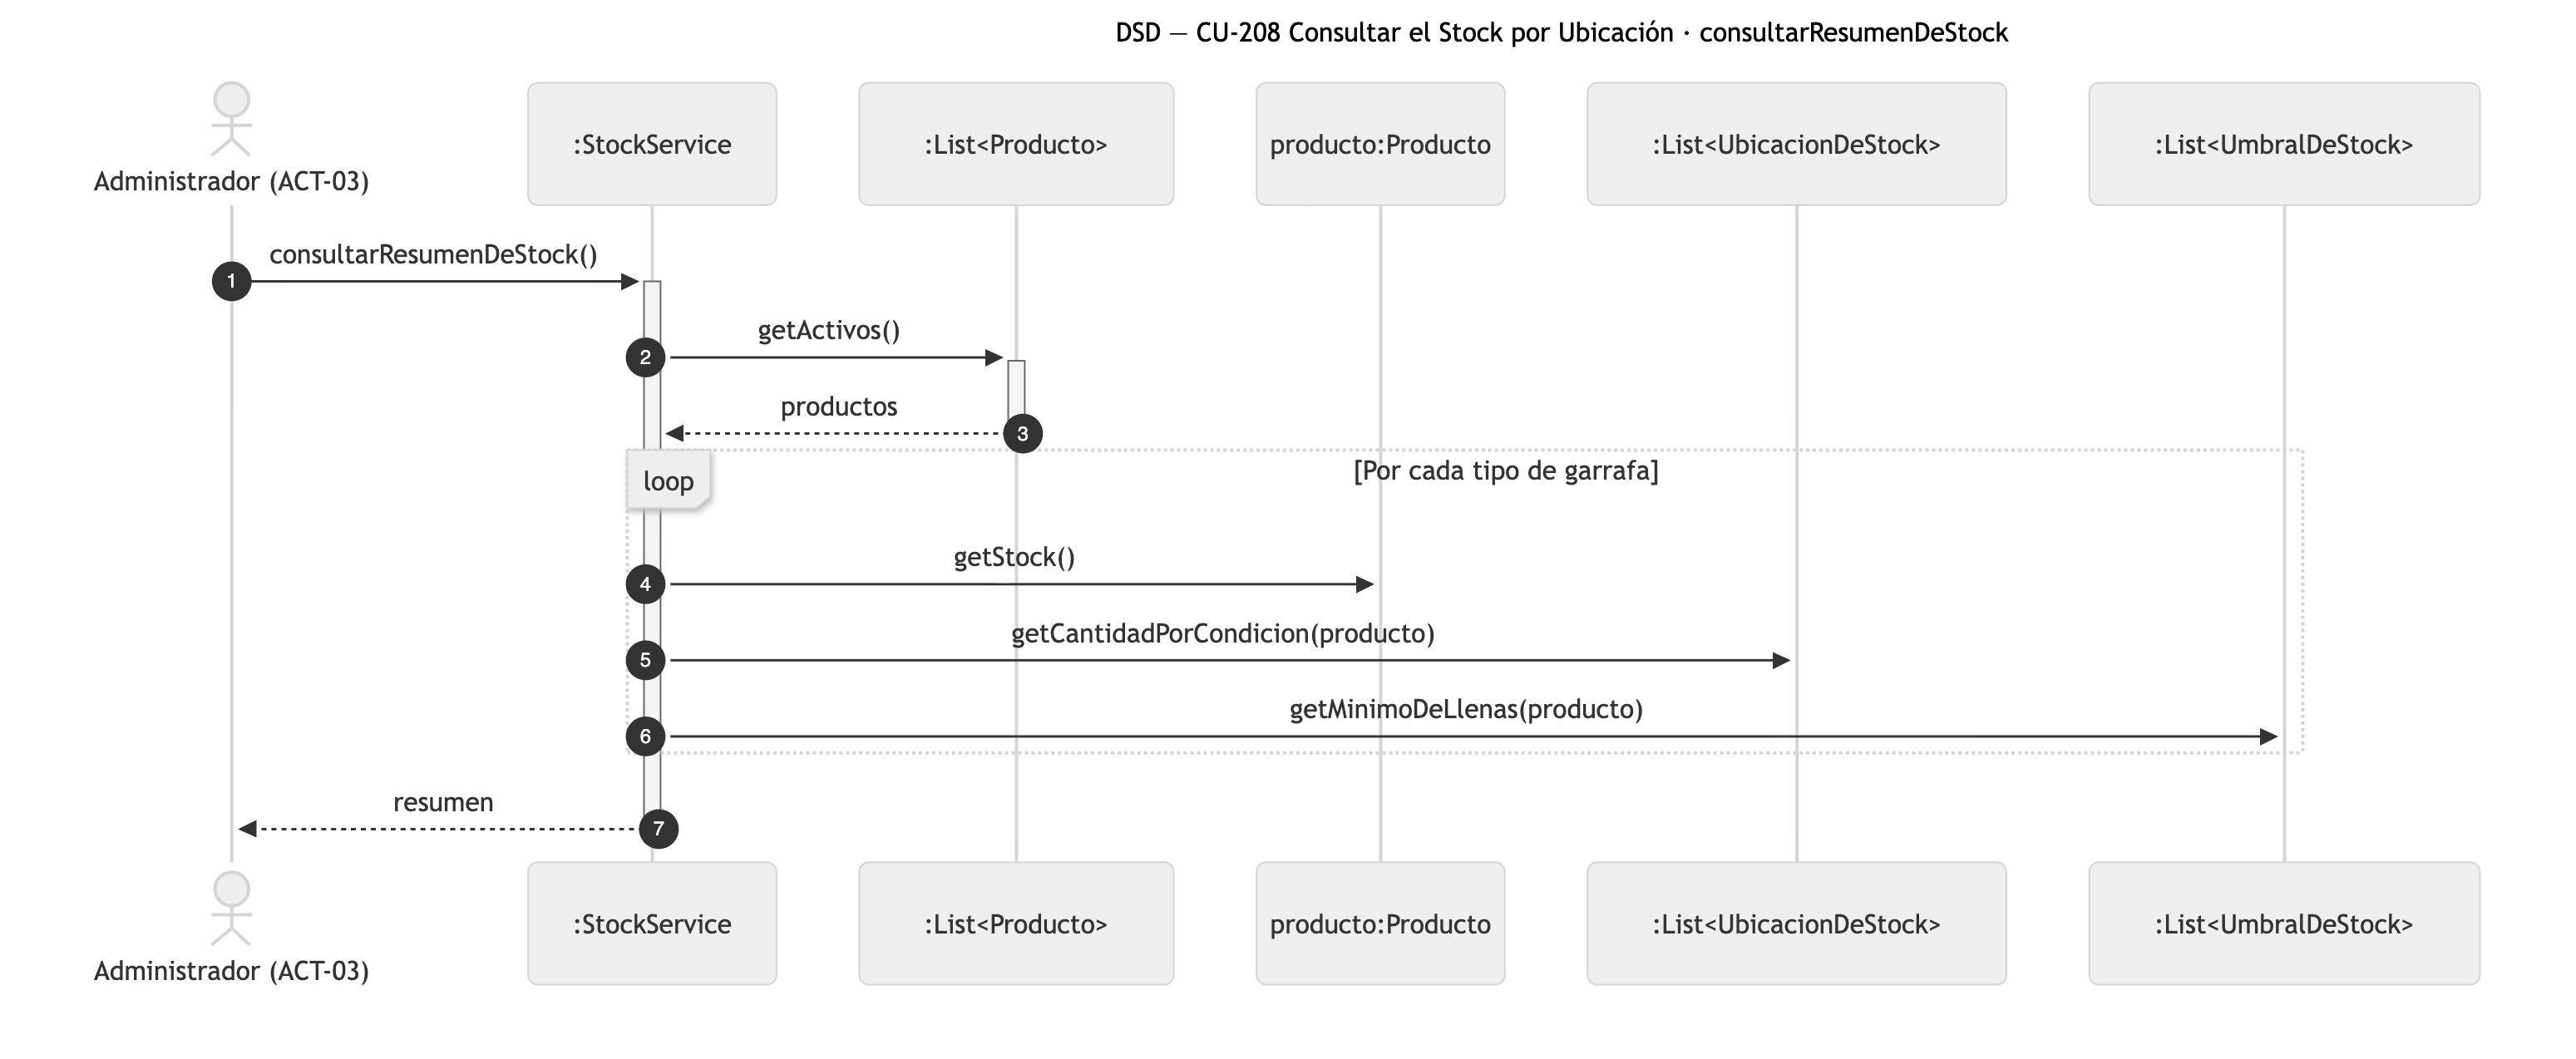 DSD — CU-208 Consultar el Stock por Ubicación · consultarResumenDeStock
Administrador (ACT-03)
:StockService
:List<Producto>
producto:Producto
:List<UbicacionDeStock>
:List<UmbralDeStock>
consultarResumenDeStock()
1
getActivos()
2
productos
3
loop
[Por cada tipo de garrafa]
getStock()
4
getCantidadPorCondicion(producto)
5
getMinimoDeLlenas(producto)
6
resumen
7
Administrador (ACT-03)
:StockService
:List<Producto>
producto:Producto
:List<UbicacionDeStock>
:List<UmbralDeStock>